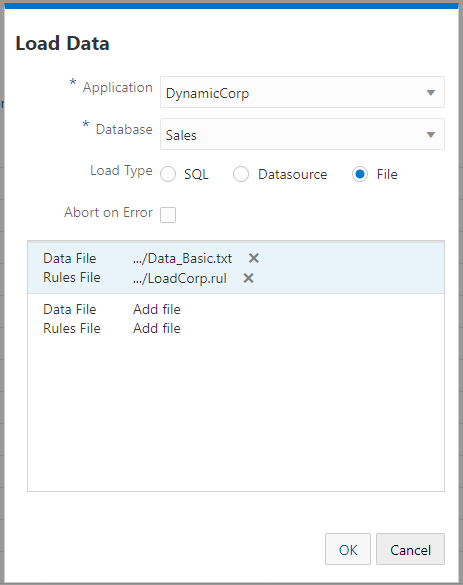 Load Data
* Application DynamicCorp
* Database Sales
Load Type SQL Datasource File
Abort on Error
Data File .../Data_Basic.txt
Rules File .../LoadCorp.rul
Data File Add file
Rules File Add file
OK Cancel